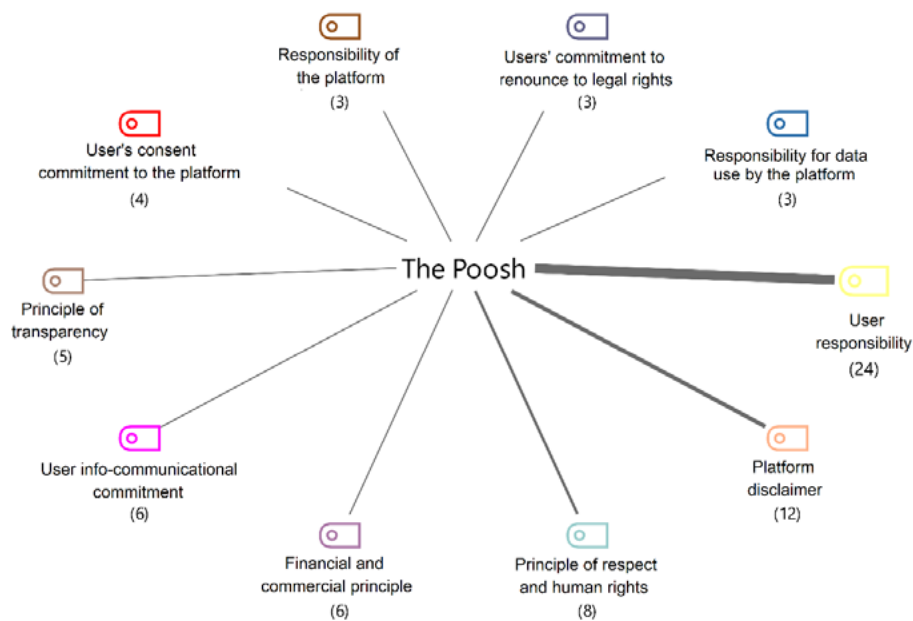 Responsibility of
the platform
(3)
Users' commitment to
renounce to legal rights
(3)
User's consent
commitment to the platform
(4)
Responsibility for data
use by the platform
(3)
The Poosh
Principle of
transparency
(5)
User
responsibility
(24)
User info-communicational
commitment
(6)
Platform
disclaimer
(12)
Financial and
commercial principle
(6)
Principle of respect
and human rights
(8)